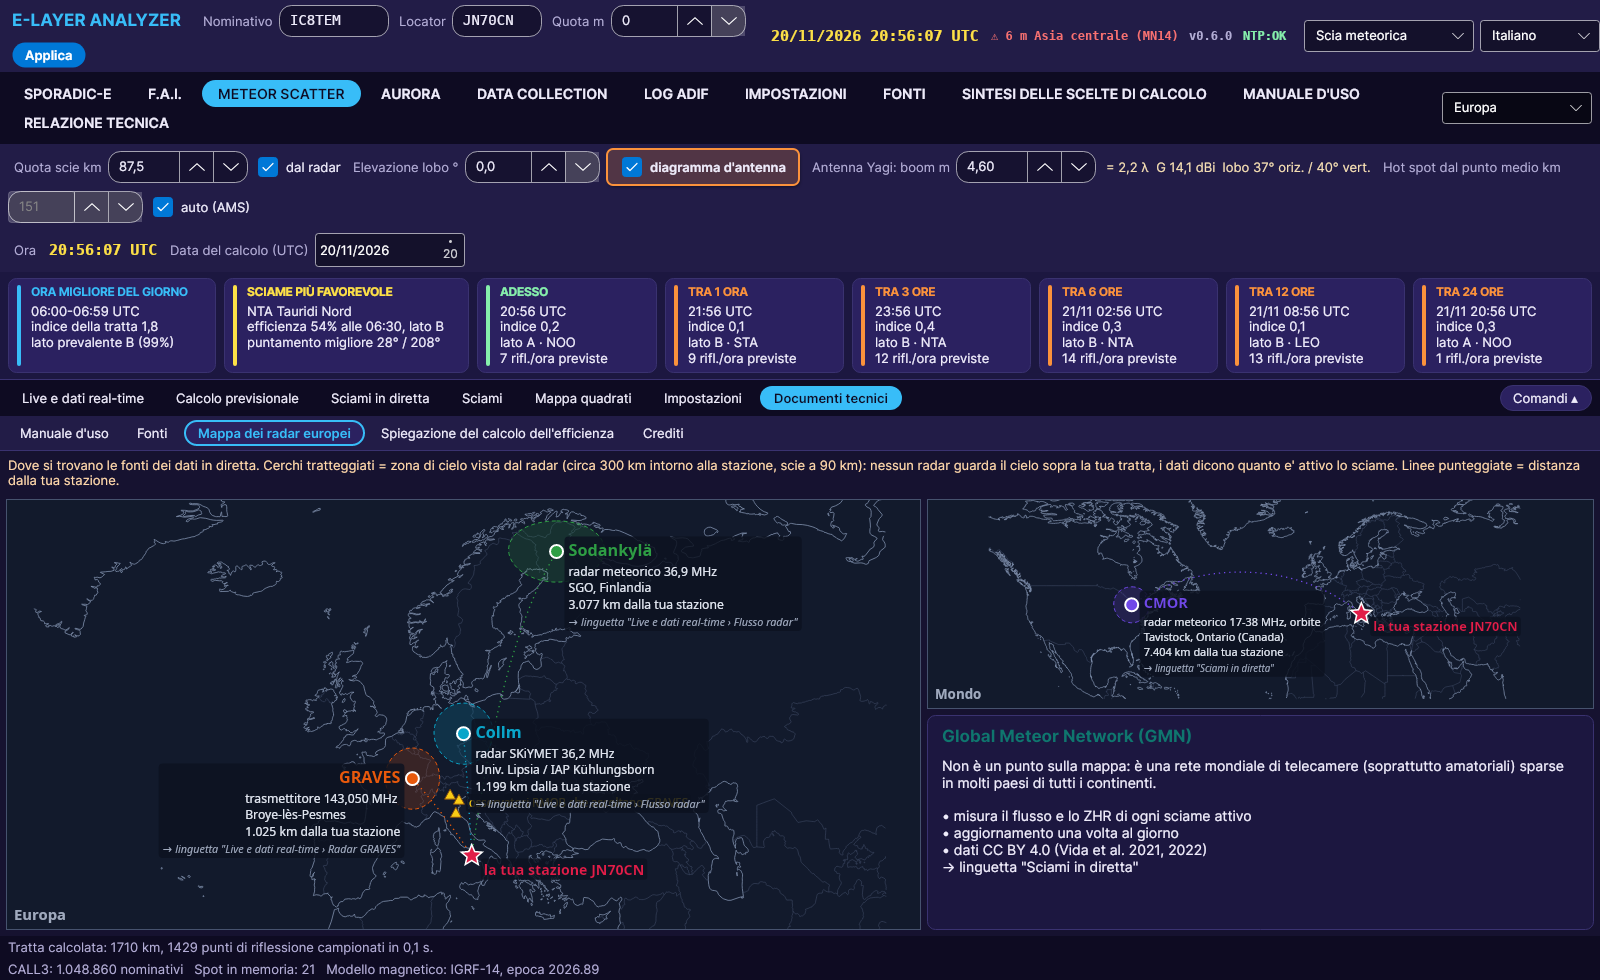 E-LAYER ANALYZER
Nominativo IC8TEM Locator JN70CN Quota m 0
20/11/2026 20:56:07 UTC ⚠ 6 m Asia centrale (MN14) v0.6.0 NTP:OK Scia meteorica Italiano
Applica
SPORADIC-E F.A.I. METEOR SCATTER AURORA DATA COLLECTION LOG ADIF IMPOSTAZIONI FONTI SINTESI DELLE SCELTE DI CALCOLO MANUALE D'USO
RELAZIONE TECNICA
Europa
Quota scie km 87,5 dal radar Elevazione lobo ° 0,0 diagramma d'antenna Antenna Yagi: boom m 4,60 = 2,2 λ G 14,1 dBi lobo 37° oriz. / 40° vert. Hot spot dal punto medio km
151 auto (AMS)
Ora 20:56:07 UTC Data del calcolo (UTC) 20/11/2026 20
ORA MIGLIORE DEL GIORNO
06:00-06:59 UTC
indice della tratta 1,8
lato prevalente B (99%)
SCIAME PIÙ FAVOREVOLE
NTA Tauridi Nord
efficienza 54% alle 06:30, lato B
puntamento migliore 28° / 208°
ADESSO
20:56 UTC
indice 0,2
lato A · NOO
7 rifl./ora previste
TRA 1 ORA
21:56 UTC
indice 0,1
lato B · STA
9 rifl./ora previste
TRA 3 ORE
23:56 UTC
indice 0,4
lato B · NTA
12 rifl./ora previste
TRA 6 ORE
21/11 02:56 UTC
indice 0,3
lato B · NTA
14 rifl./ora previste
TRA 12 ORE
21/11 08:56 UTC
indice 0,1
lato B · LEO
13 rifl./ora previste
TRA 24 ORE
21/11 20:56 UTC
indice 0,3
lato A · NOO
1 rifl./ora previste
Live e dati real-time Calcolo previsionale Sciami in diretta Sciami Mappa quadrati Impostazioni Documenti tecnici Comandi ▴
Manuale d'uso Fonti Mappa dei radar europei Spiegazione del calcolo dell'efficienza Crediti
Dove si trovano le fonti dei dati in diretta. Cerchi tratteggiati = zona di cielo vista dal radar (circa 300 km intorno alla stazione, scie a 90 km): nessun radar guarda il cielo sopra la tua tratta, i dati dicono quanto e' attivo lo sciame. Linee punteggiate = distanza
dalla tua stazione.
Sodankylä
radar meteorico 36,9 MHz
SGO, Finlandia
3.077 km dalla tua stazione
→ linguetta "Live e dati real-time › Flusso radar"
Collm
radar SKiYMET 36,2 MHz
Univ. Lipsia / IAP Kühlungsborn
1.199 km dalla tua stazione
→ linguetta "Live e dati real-time › Flusso radar"
GRAVES
trasmettitore 143,050 MHz
Broye-lès-Pesmes
1.025 km dalla tua stazione
→ linguetta "Live e dati real-time › Radar GRAVES"
la tua stazione JN70CN
Europa
CMOR
radar meteorico 17-38 MHz, orbite
Tavistock, Ontario (Canada)
7.404 km dalla tua stazione
→ linguetta "Sciami in diretta"
la tua stazione JN70CN
Mondo
Global Meteor Network (GMN)
Non è un punto sulla mappa: è una rete mondiale di telecamere (soprattutto amatoriali) sparse
in molti paesi di tutti i continenti.
• misura il flusso e lo ZHR di ogni sciame attivo
• aggiornamento una volta al giorno
• dati CC BY 4.0 (Vida et al. 2021, 2022)
→ linguetta "Sciami in diretta"
Tratta calcolata: 1710 km, 1429 punti di riflessione campionati in 0,1 s.
CALL3: 1.048.860 nominativi Spot in memoria: 21 Modello magnetico: IGRF-14, epoca 2026.89